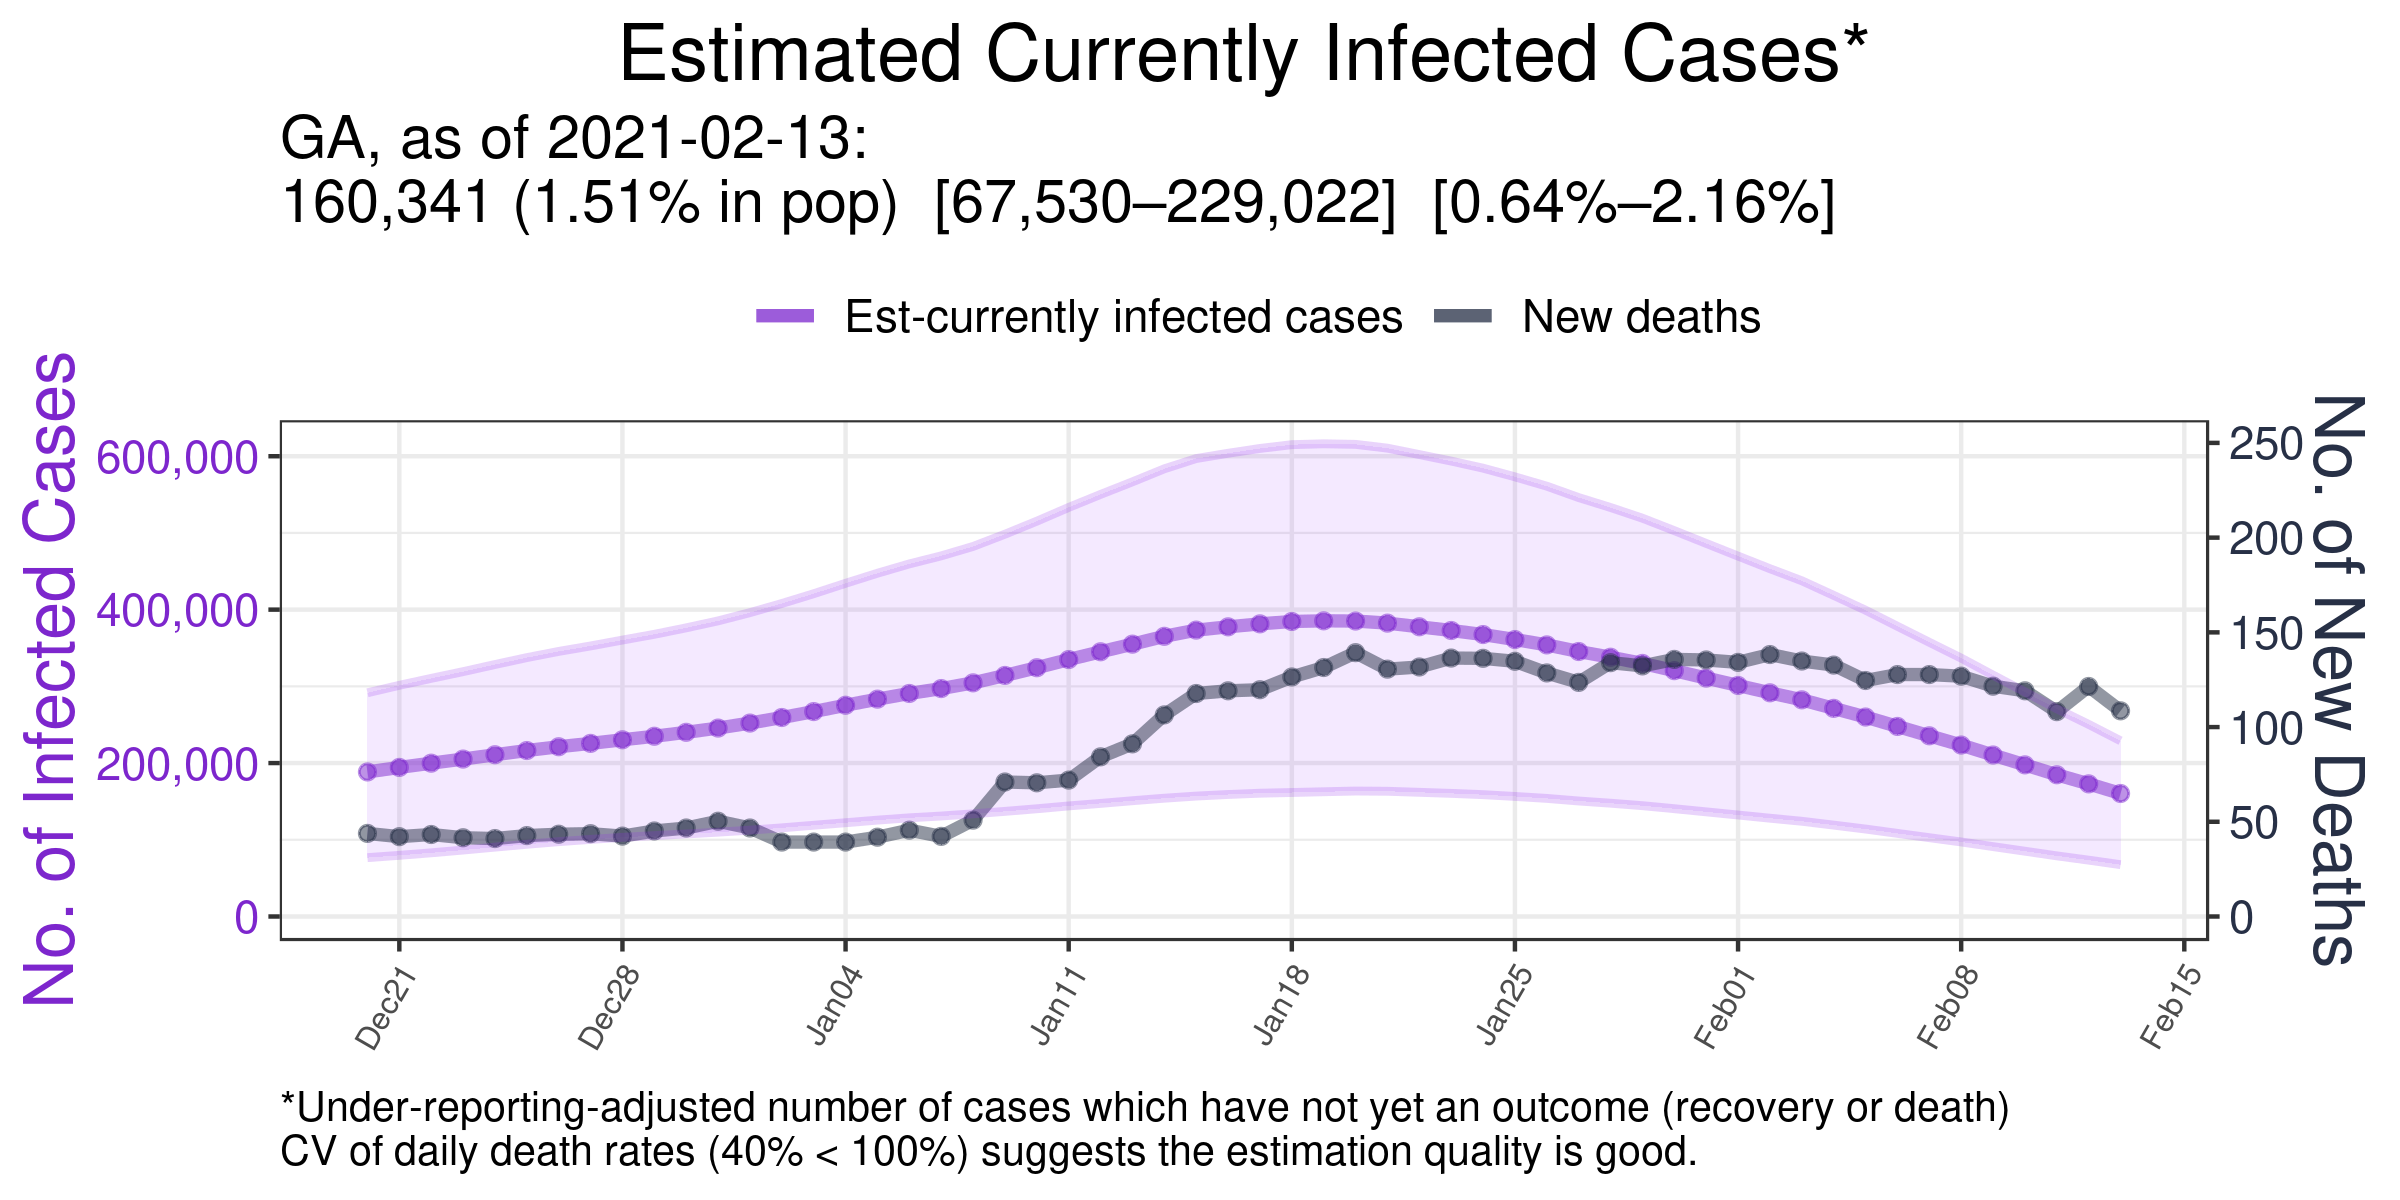 Estimated Currently Infected Cases*
GA, as of 2021-02-13:
160,341 (1.51% in pop)  [67,530–229,022]  [0.64%–2.16%]
Est-currently infected cases
New deaths
No. of Infected Cases
600,000
400,000
200,000
0
250
200
150
100
50
0
No. of New Deaths
Dec21
Dec28
Jan04
Jan11
Jan18
Jan25
Feb01
Feb08
Feb15
*Under-reporting-adjusted number of cases which have not yet an outcome (recovery or death)
CV of daily death rates (40% < 100%) suggests the estimation quality is good.